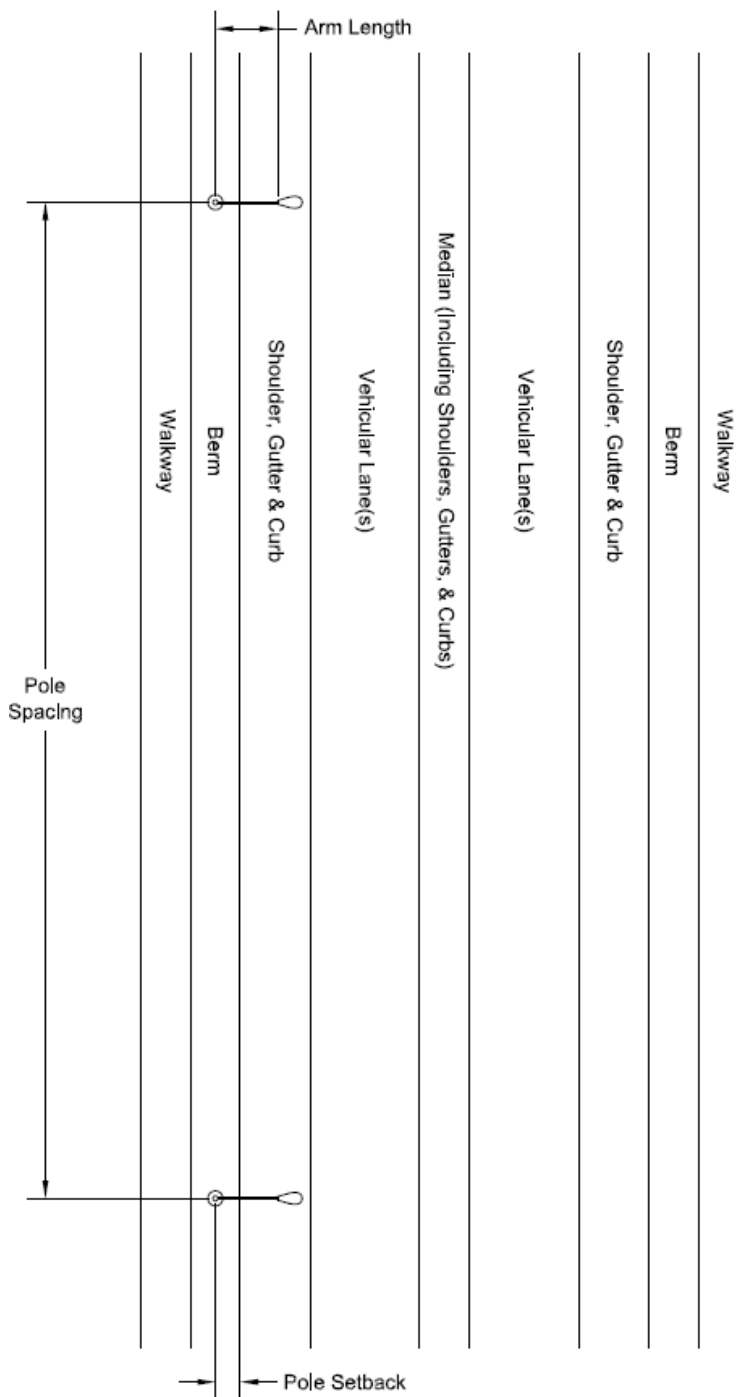 Arm Length
Walkway
Berm
Shoulder, Gutter & Curb
Vehicular Lane(s)
Median (Including Shoulders, Gutters, & Curbs)
Vehicular Lane(s)
Shoulder, Gutter & Curb
Berm
Walkway
Pole
Spacing
Pole Setback